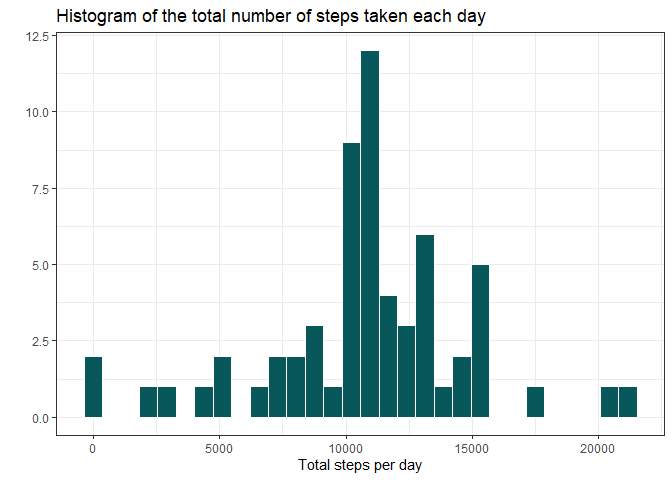 Histogram of the total number of steps taken each day
12.5
10.0
7.5
5.0
2.5
0.0
0 5000 10000 15000 20000
Total steps per day